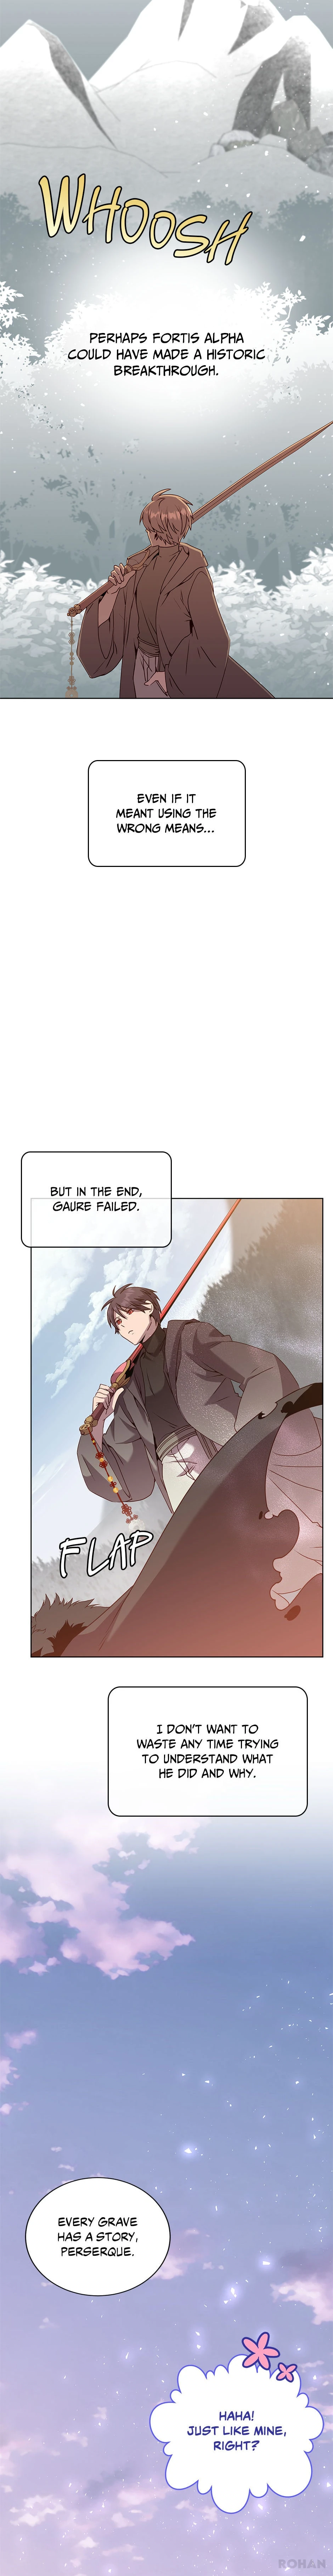 WHOOSH
PERHAPS FORTIS ALPHA
COULD HAVE MADE A HISTORIC
BREAKTHROUGH.
EVEN IF IT
MEANT USING THE
WRONG MEANS...
BUT IN THE END,
GAURE FAILED.
FLAP
I DON'T WANT TO
WASTE ANY TIME TRYING
TO UNDERSTAND WHAT
HE DID AND WHY.
EVERY GRAVE
HAS A STORY,
PERSERQUE.
HAHA!
JUST LIKE MINE,
RIGHT?
ROHAN